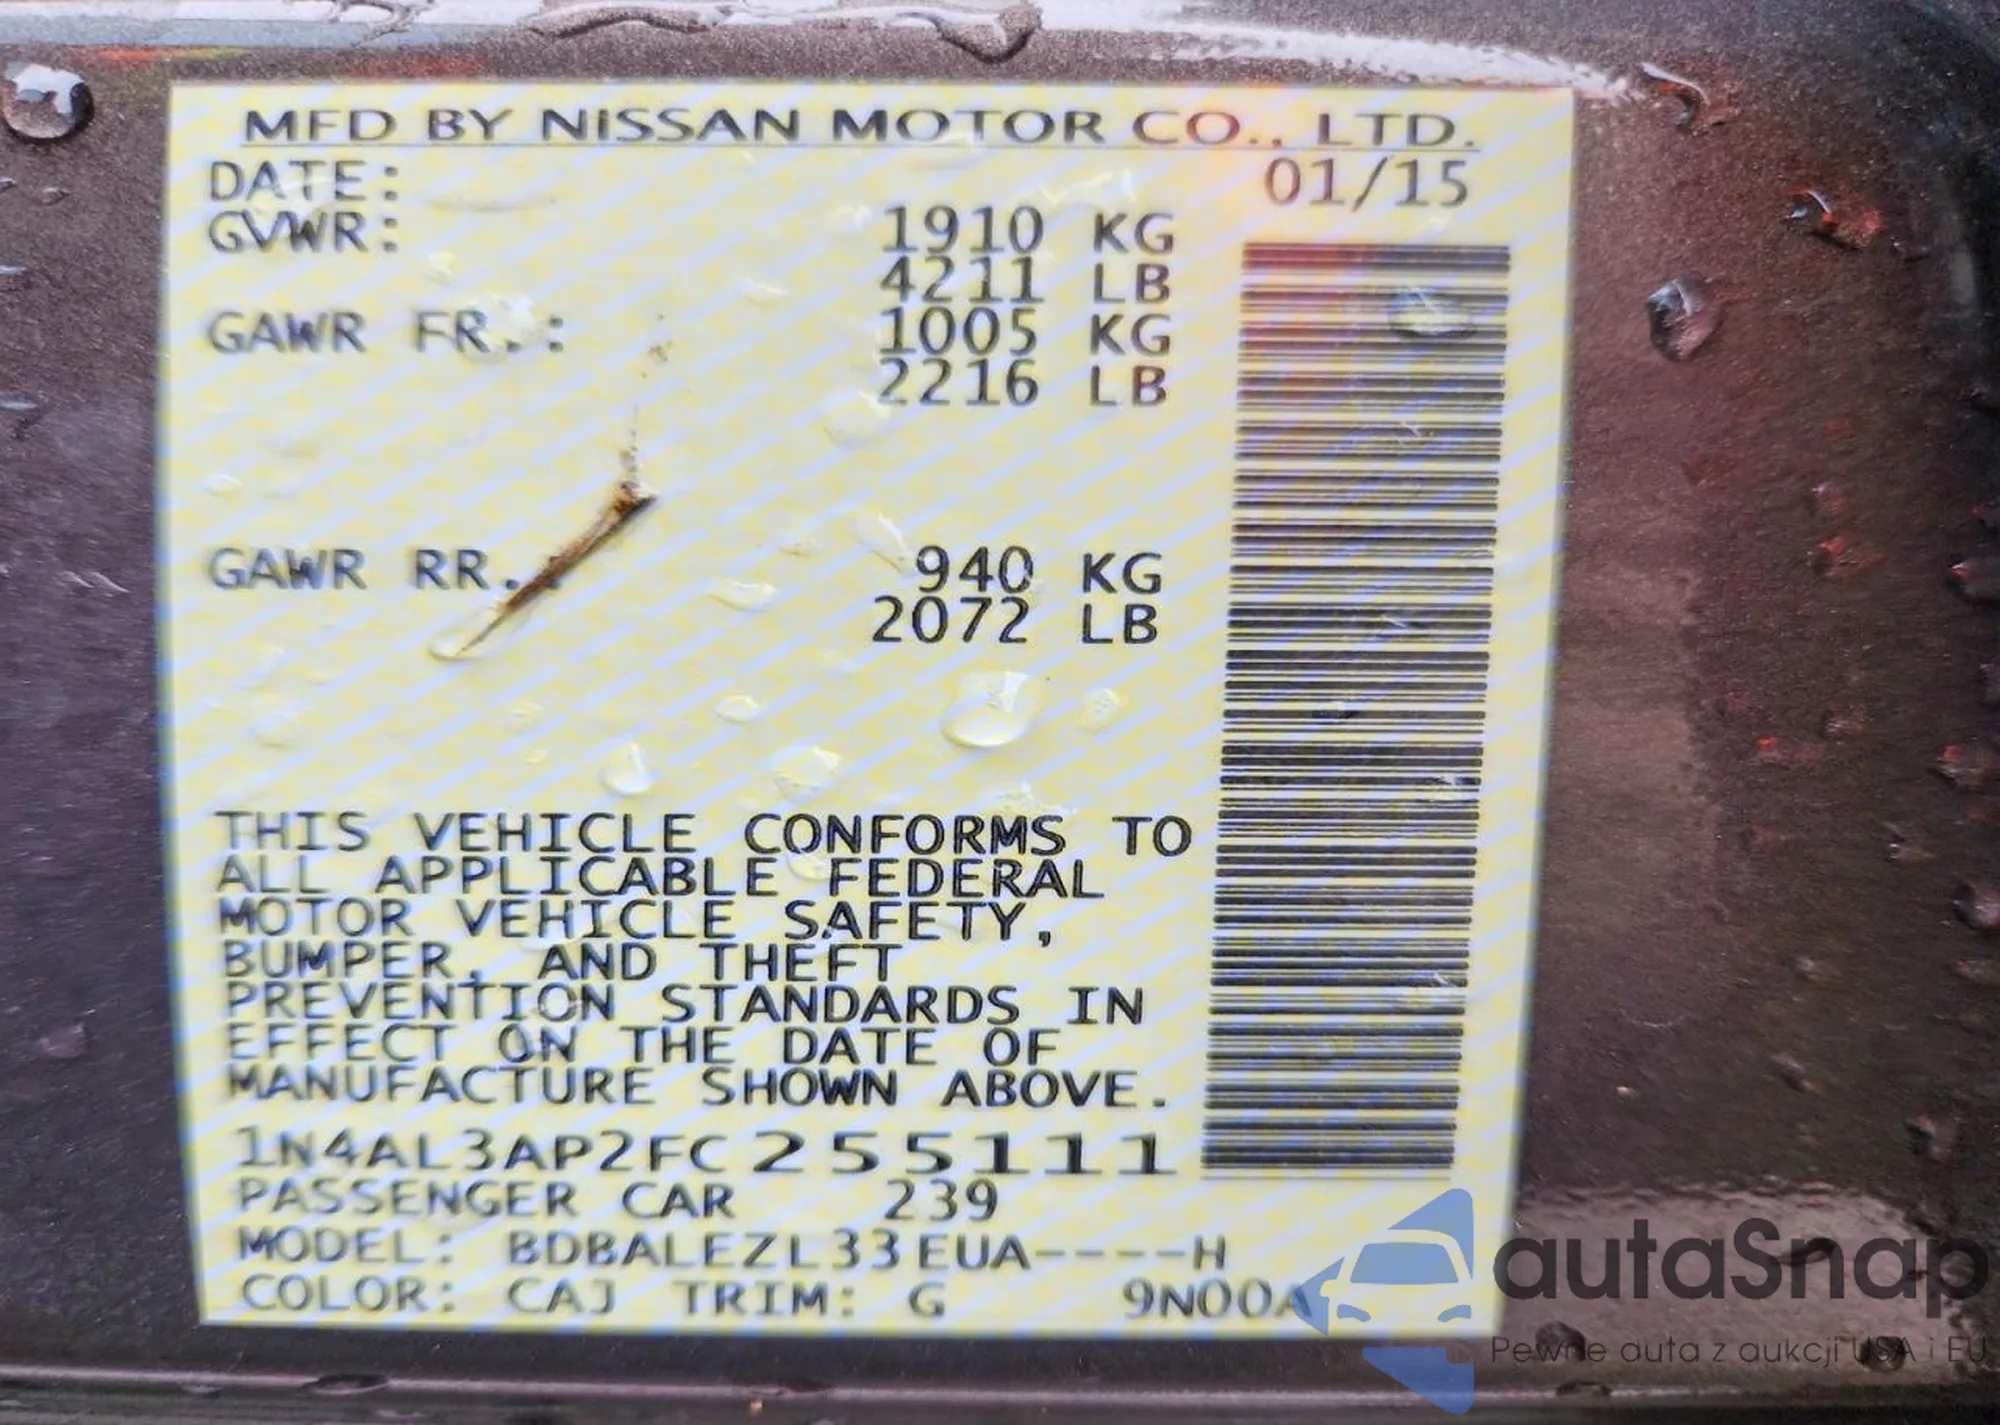 MFD BY NISSAN MOTOR CO., LTD.
DATE: 01/15
GVWR: 1910 KG
4211 LB
GAWR FR.: 1005 KG
2216 LB
GAWR RR.: 940 KG
2072 LB
THIS VEHICLE CONFORMS TO
ALL APPLICABLE FEDERAL
MOTOR VEHICLE SAFETY,
BUMPER, AND THEFT
PREVENTION STANDARDS IN
EFFECT ON THE DATE OF
MANUFACTURE SHOWN ABOVE.
1N4AL3AP2FC255111
PASSENGER CAR 239
MODEL: BDBALEZL33EUA----H
COLOR: CAJ TRIM: G 9N00A
autaSnap
Pewne auta z aukcji USA i EU